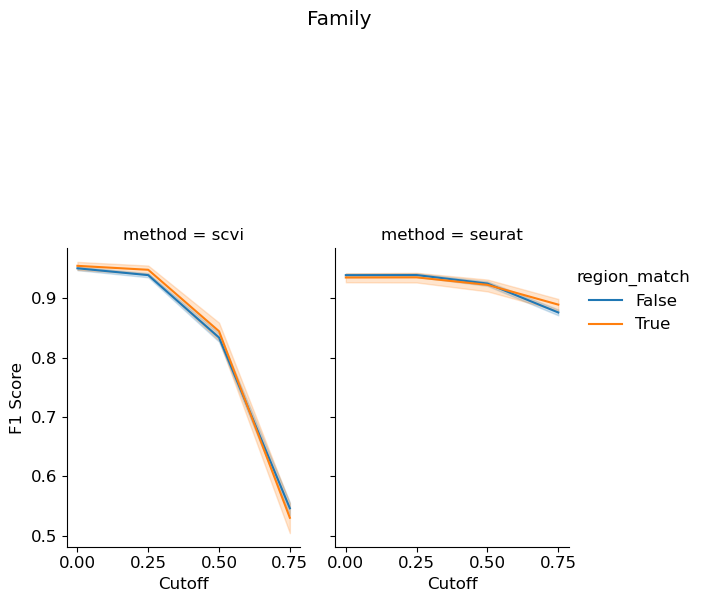 Family
method = scvi
method = seurat
region_match
False
True
F1 Score
0.9
0.8
0.7
0.6
0.5
0.00 0.25 0.50 0.75
0.00 0.25 0.50 0.75
Cutoff
Cutoff